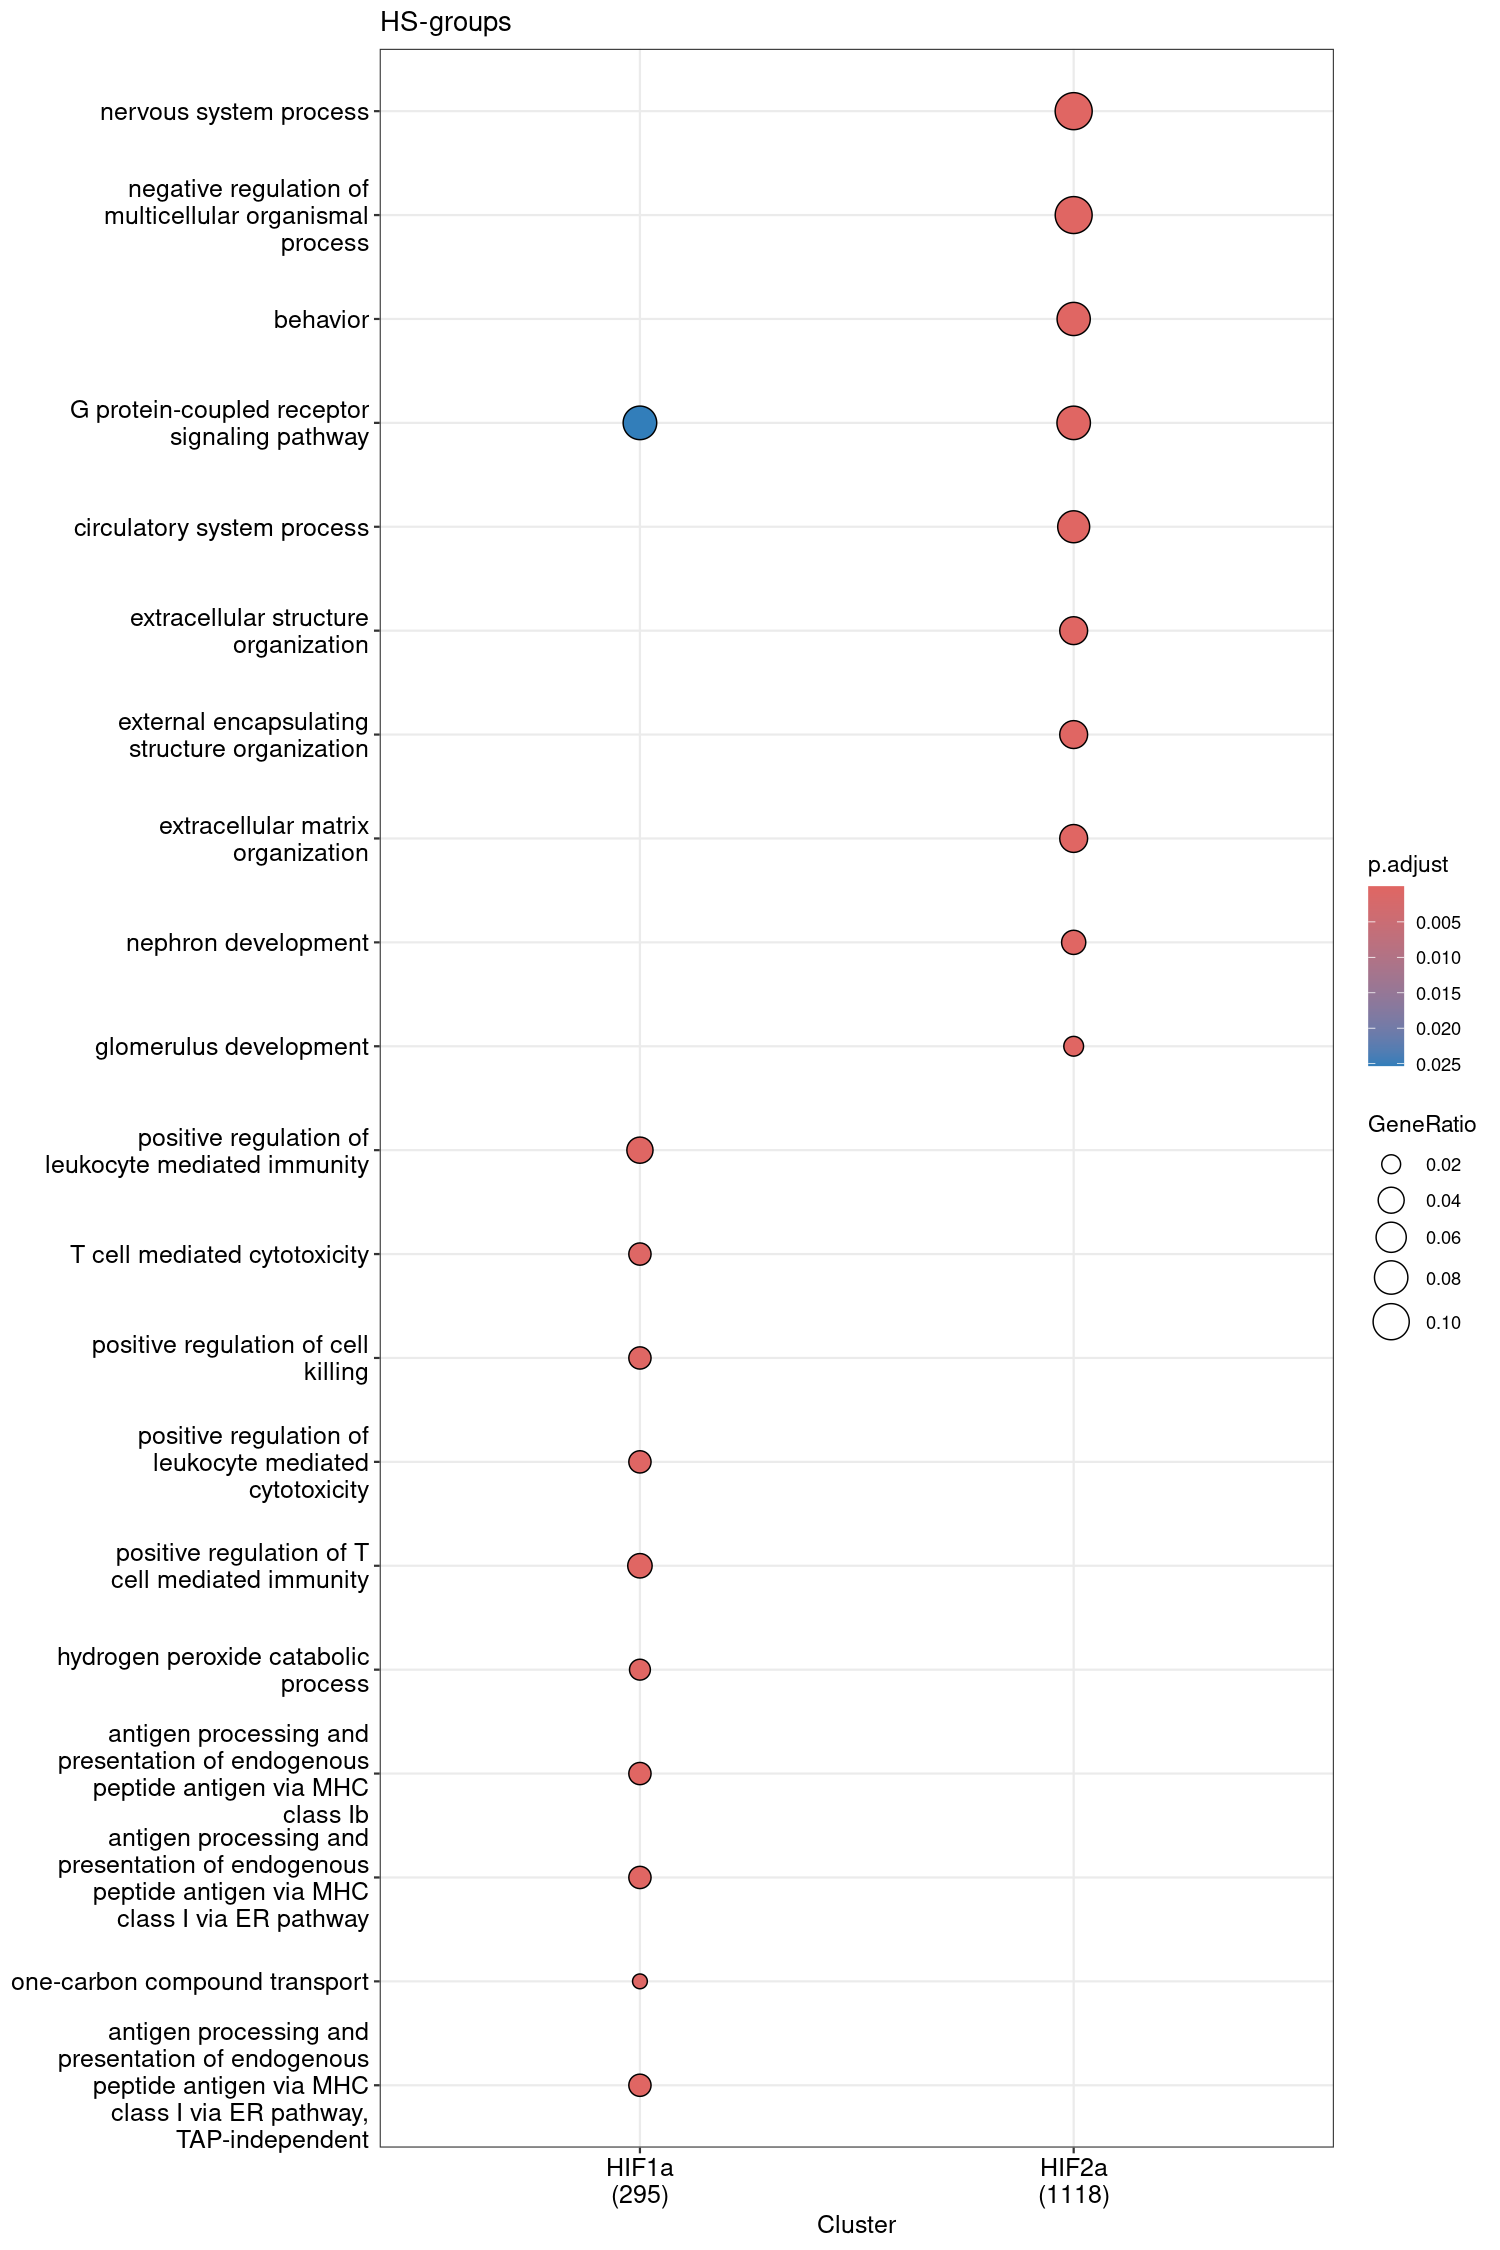 HS-groups
nervous system process
negative regulation of
multicellular organismal
process
behavior
G protein-coupled receptor
signaling pathway
circulatory system process
extracellular structure
organization
external encapsulating
structure organization
extracellular matrix
organization
nephron development
glomerulus development
positive regulation of
leukocyte mediated immunity
T cell mediated cytotoxicity
positive regulation of cell
killing
positive regulation of
leukocyte mediated
cytotoxicity
positive regulation of T
cell mediated immunity
hydrogen peroxide catabolic
process
antigen processing and
presentation of endogenous
peptide antigen via MHC
class Ib
antigen processing and
presentation of endogenous
peptide antigen via MHC
class I via ER pathway
one-carbon compound transport
antigen processing and
presentation of endogenous
peptide antigen via MHC
class I via ER pathway,
TAP-independent
HIF1a
(295)
HIF2a
(1118)
Cluster
p.adjust
0.005
0.010
0.015
0.020
0.025
GeneRatio
0.02
0.04
0.06
0.08
0.10